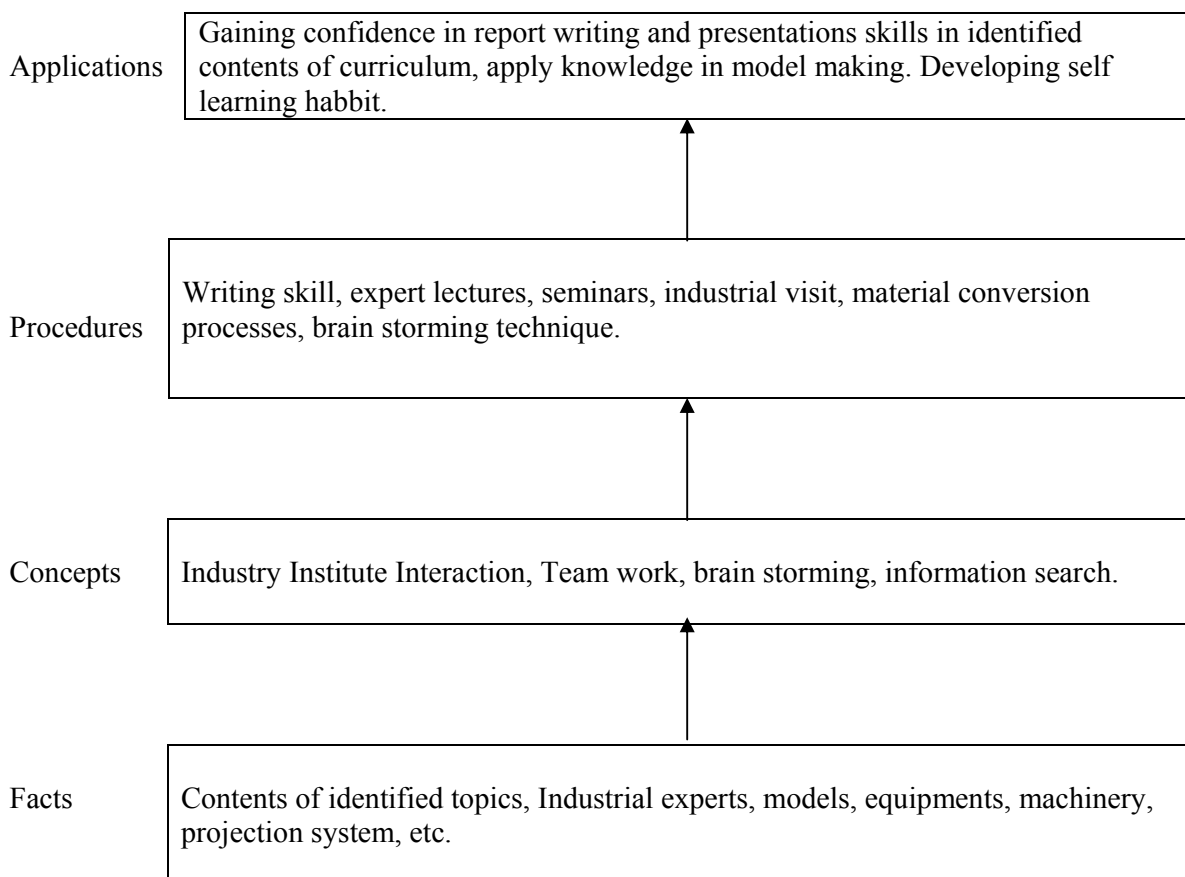 Applications
Gaining confidence in report writing and presentations skills in identified
contents of curriculum, apply knowledge in model making. Developing self
learning habbit.
Procedures
Writing skill, expert lectures, seminars, industrial visit, material conversion
processes, brain storming technique.
Concepts
Industry Institute Interaction, Team work, brain storming, information search.
Facts
Contents of identified topics, Industrial experts, models, equipments, machinery,
projection system, etc.